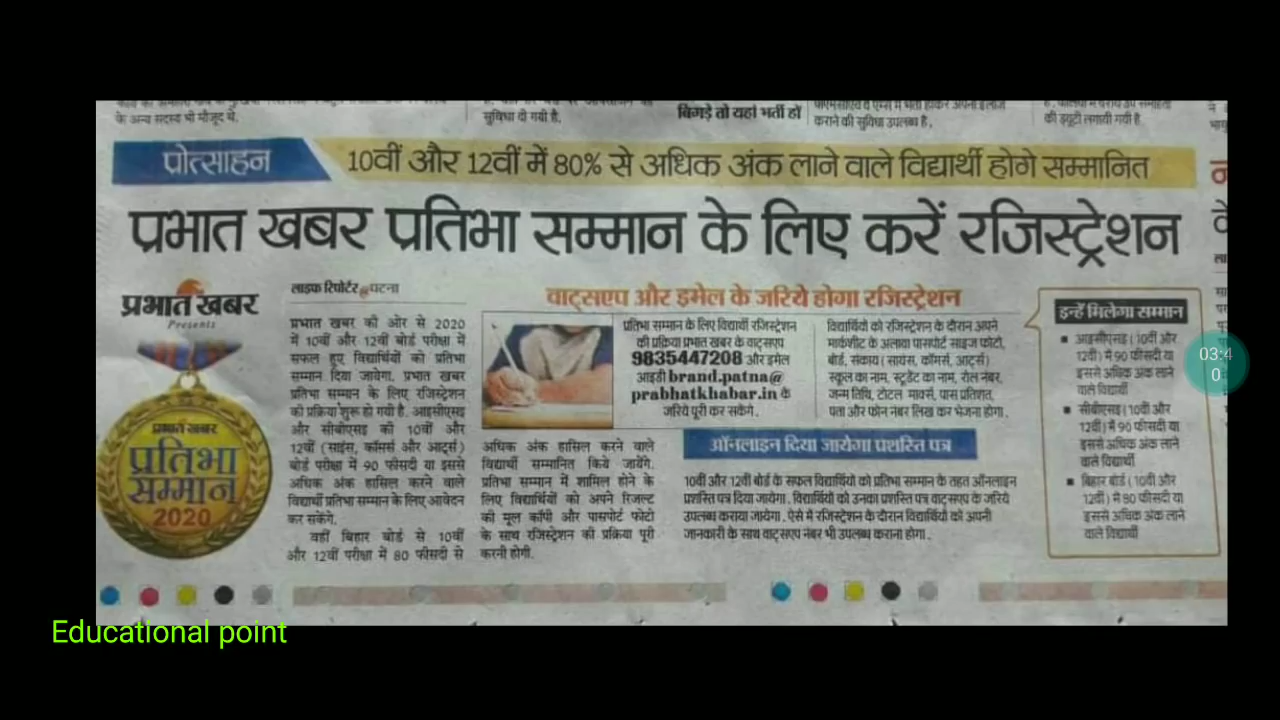 के अन्य सदस्य भी मौजूद थे.
सुविधा दी गयी है.
बिगड़े तो यहां भर्ती हों
कराने की सुविधा उपलब्ध है.
की ड्यूटी लगायी गयी है.
प्रोत्साहन
10वीं और 12वीं में 80% से अधिक अंक लाने वाले विद्यार्थी होगे सम्मानित
प्रभात खबर प्रतिभा सम्मान के लिए करें रजिस्ट्रेशन
प्रभात खबर
Presents
प्रभात खबर
प्रतिभा
सम्मान
2020
लाइफ रिपोर्टर@पटना
प्रभात खबर की ओर से 2020
में 10वीं और 12वीं बोर्ड परीक्षा में
सफल हुए विद्यार्थियों को प्रतिभा
सम्मान दिया जायेगा. प्रभात खबर
प्रतिभा सम्मान के लिए रजिस्ट्रेशन
की प्रक्रिया शुरू हो गयी है. आइसीएसइ
और सीबीएसइ की 10वीं और
12वीं (साइंस, कॉमर्स और आर्ट्स)
बोर्ड परीक्षा में 90 फीसदी या इससे
अधिक अंक हासिल करने वाले
विद्यार्थी प्रतिभा सम्मान के लिए आवेदन
कर सकेंगे.
वहीं बिहार बोर्ड से 10वीं
और 12वीं परीक्षा में 80 फीसदी से
अधिक अंक हासिल करने वाले
विद्यार्थी सम्मानित किये जायेंगे.
प्रतिभा सम्मान में शामिल होने के
लिए विद्यार्थियों को अपने रिजल्ट
की मूल कॉपी और पासपोर्ट फोटो
के साथ रजिस्ट्रेशन की प्रक्रिया पूरी
करनी होगी.
वाट्सएप और इमेल के जरिये होगा रजिस्ट्रेशन
प्रतिभा सम्मान के लिए विद्यार्थी रजिस्ट्रेशन
की प्रक्रिया प्रभात खबर के वाट्सएप
9835447208 और इमेल
आइडी brand.patna@
prabhatkhabar.in के
जरिये पूरी कर सकेंगे.
विद्यार्थियों को रजिस्ट्रेशन के दौरान अपने
मार्कशीट के अलावा पासपोर्ट साइज फोटो,
बोर्ड, संकाय ( सायंस, कॉमर्स, आर्ट्स)
स्कूल का नाम, स्टूडेंट का नाम, रोल नंबर,
जन्म तिथि, टोटल मार्क्स, पास प्रतिशत,
पता और फोन नंबर लिख कर भेजना होगा.
ऑनलाइन दिया जायेगा प्रशस्ति पत्र
10वीं और 12वीं बोर्ड के सफल विद्यार्थियों को प्रतिभा सम्मान के तहत ऑनलाइन
प्रशस्ति पत्र दिया जायेगा. विद्यार्थियों को उनका प्रशस्ति पत्र वाट्सएप के जरिये
उपलब्ध कराया जायेगा. ऐसे में रजिस्ट्रेशन के दौरान विद्यार्थियों को अपनी
जानकारी के साथ वाट्सएप नंबर भी उपलब्ध कराना होगा.
इन्हें मिलेगा सम्मान
आइसीएसइ (10वीं और
12वीं) में 90 फीसदी या
इससे अधिक अंक लाने
वाले विद्यार्थी
सीबीएसइ (10वीं और
12वीं) में 90 फीसदी या
इससे अधिक अंक लाने
वाले विद्यार्थी
बिहार बोर्ड (10वीं और
12वीं) में 80 फीसदी या
इससे अधिक अंक लाने
वाले विद्यार्थी
03:4
0
Educational point